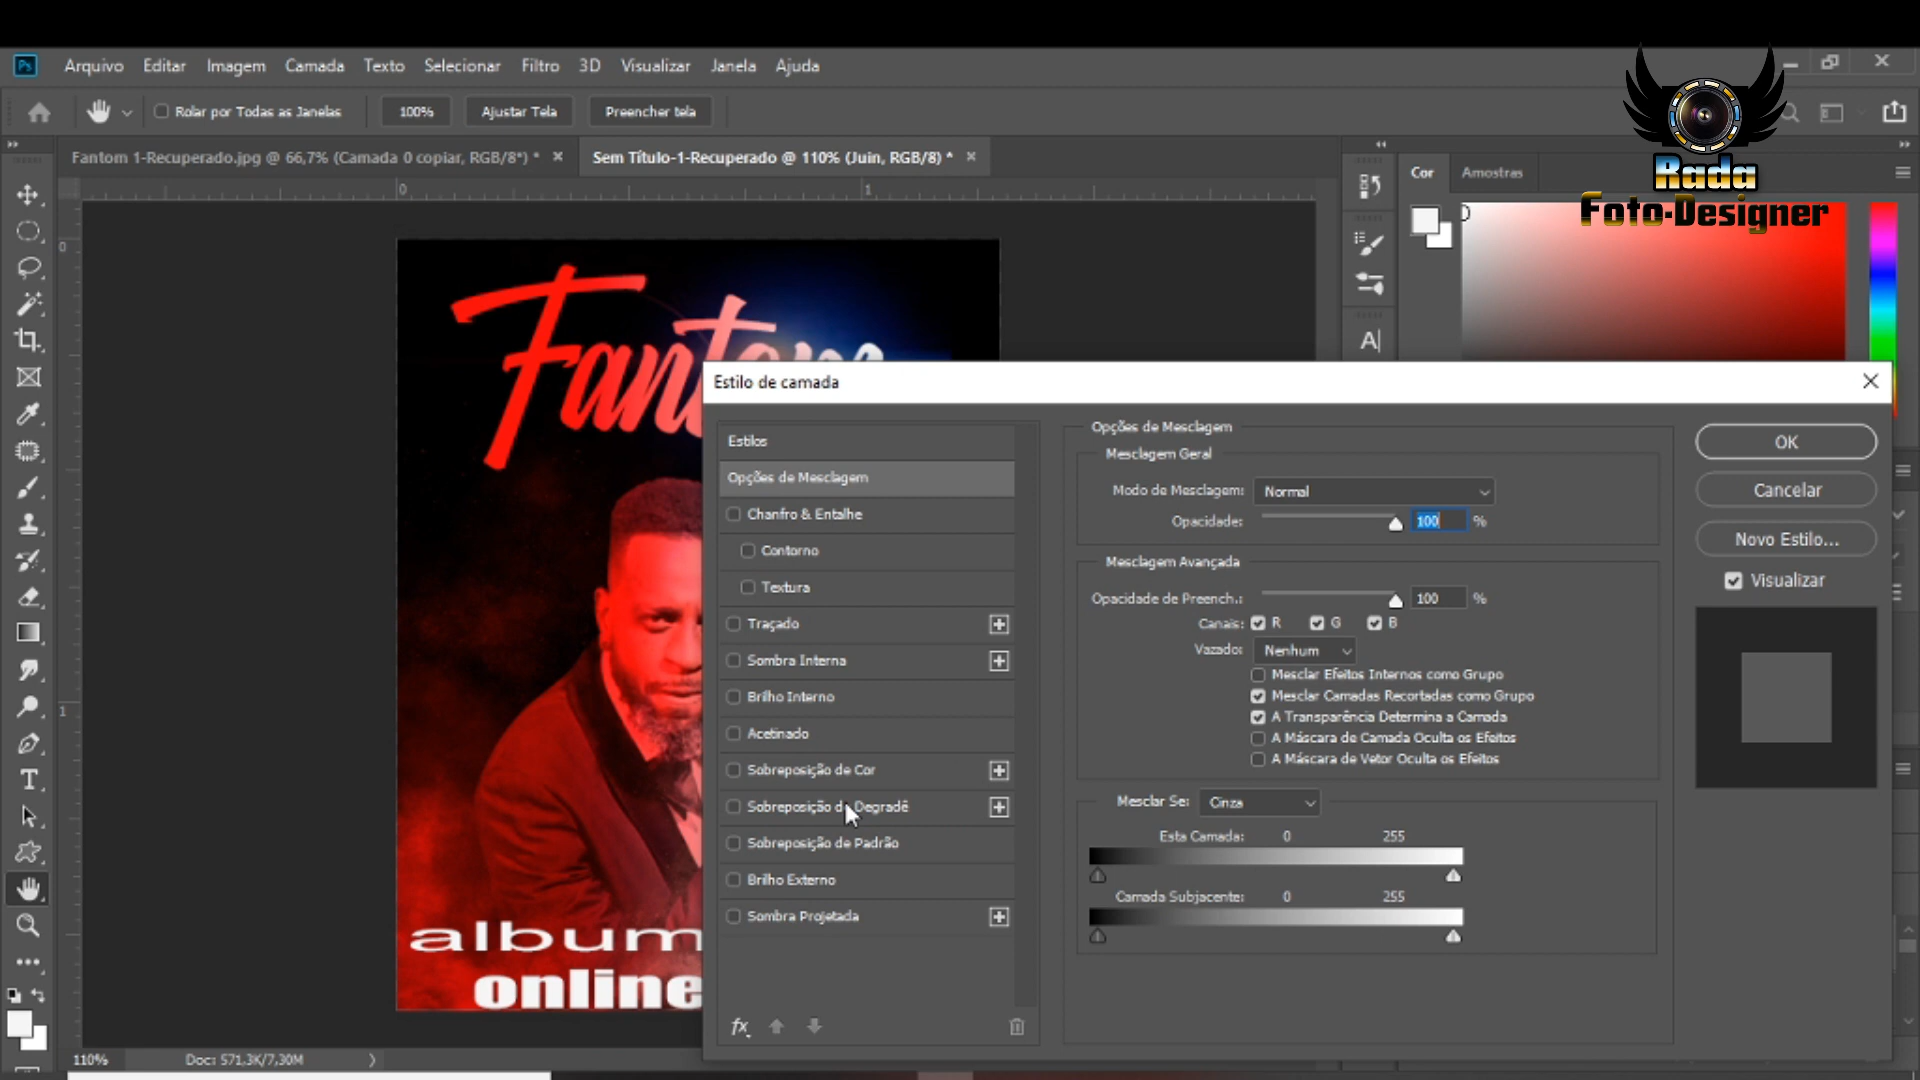 Ps
Arquivo Editar Imagem Camada Texto Selecionar Filtro 3D Visualizar Janela Ajuda
Rolar por Todas as Janelas 100% Ajustar Tela Preencher tela
Rada
Foto-Designer
Fantom 1-Recuperado.jpg @ 66,7% (Camada 0 copiar, RGB/8*) *
Sem Título-1-Recuperado @ 110% (Juin, RGB/8) *
Cor Amostras
0 1
0
1
Estilo de camada
Estilos
Opções de Mesclagem
Chanfro & Entalhe
Contorno
Textura
Traçado
Sombra Interna
Brilho Interno
Acetinado
Sobreposição de Cor
Sobreposição de Degradê
Sobreposição de Padrão
Brilho Externo
Sombra Projetada
fx
Opções de Mesclagem
Mesclagem Geral
Modo de Mesclagem: Normal
Opacidade: 100 %
Mesclagem Avançada
Opacidade de Preench.: 100 %
Canais: R G B
Vazado: Nenhum
Mesclar Efeitos Internos como Grupo
Mesclar Camadas Recortadas como Grupo
A Transparência Determina a Camada
A Máscara de Camada Oculta os Efeitos
A Máscara de Vetor Oculta os Efeitos
Mesclar Se: Cinza
Esta Camada: 0 255
Camada Subjacente: 0 255
OK
Cancelar
Novo Estilo...
Visualizar
album
online
110% Doc: 571,3K/7,30M